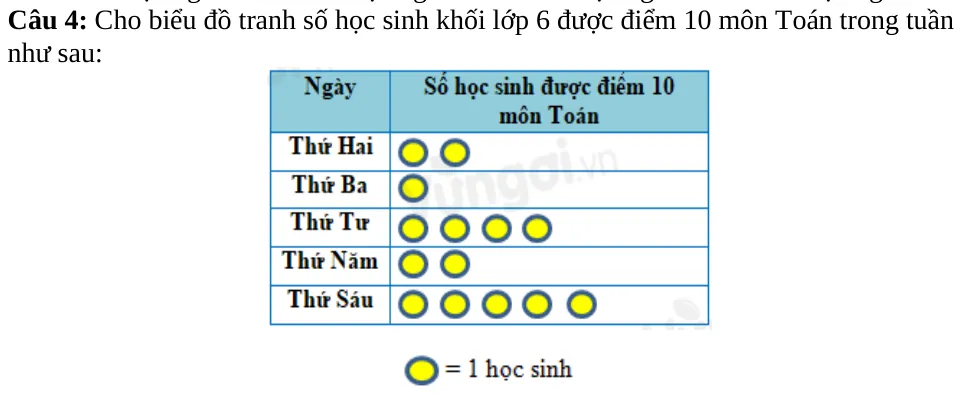 Câu 4: Cho biểu đồ tranh số học sinh khối lớp 6 được điểm 10 môn Toán trong tuần
như sau:
Ngày
Số học sinh được điểm 10
môn Toán
Thứ Hai
Thứ Ba
Thứ Tư
Thứ Năm
Thứ Sáu
= 1 học sinh